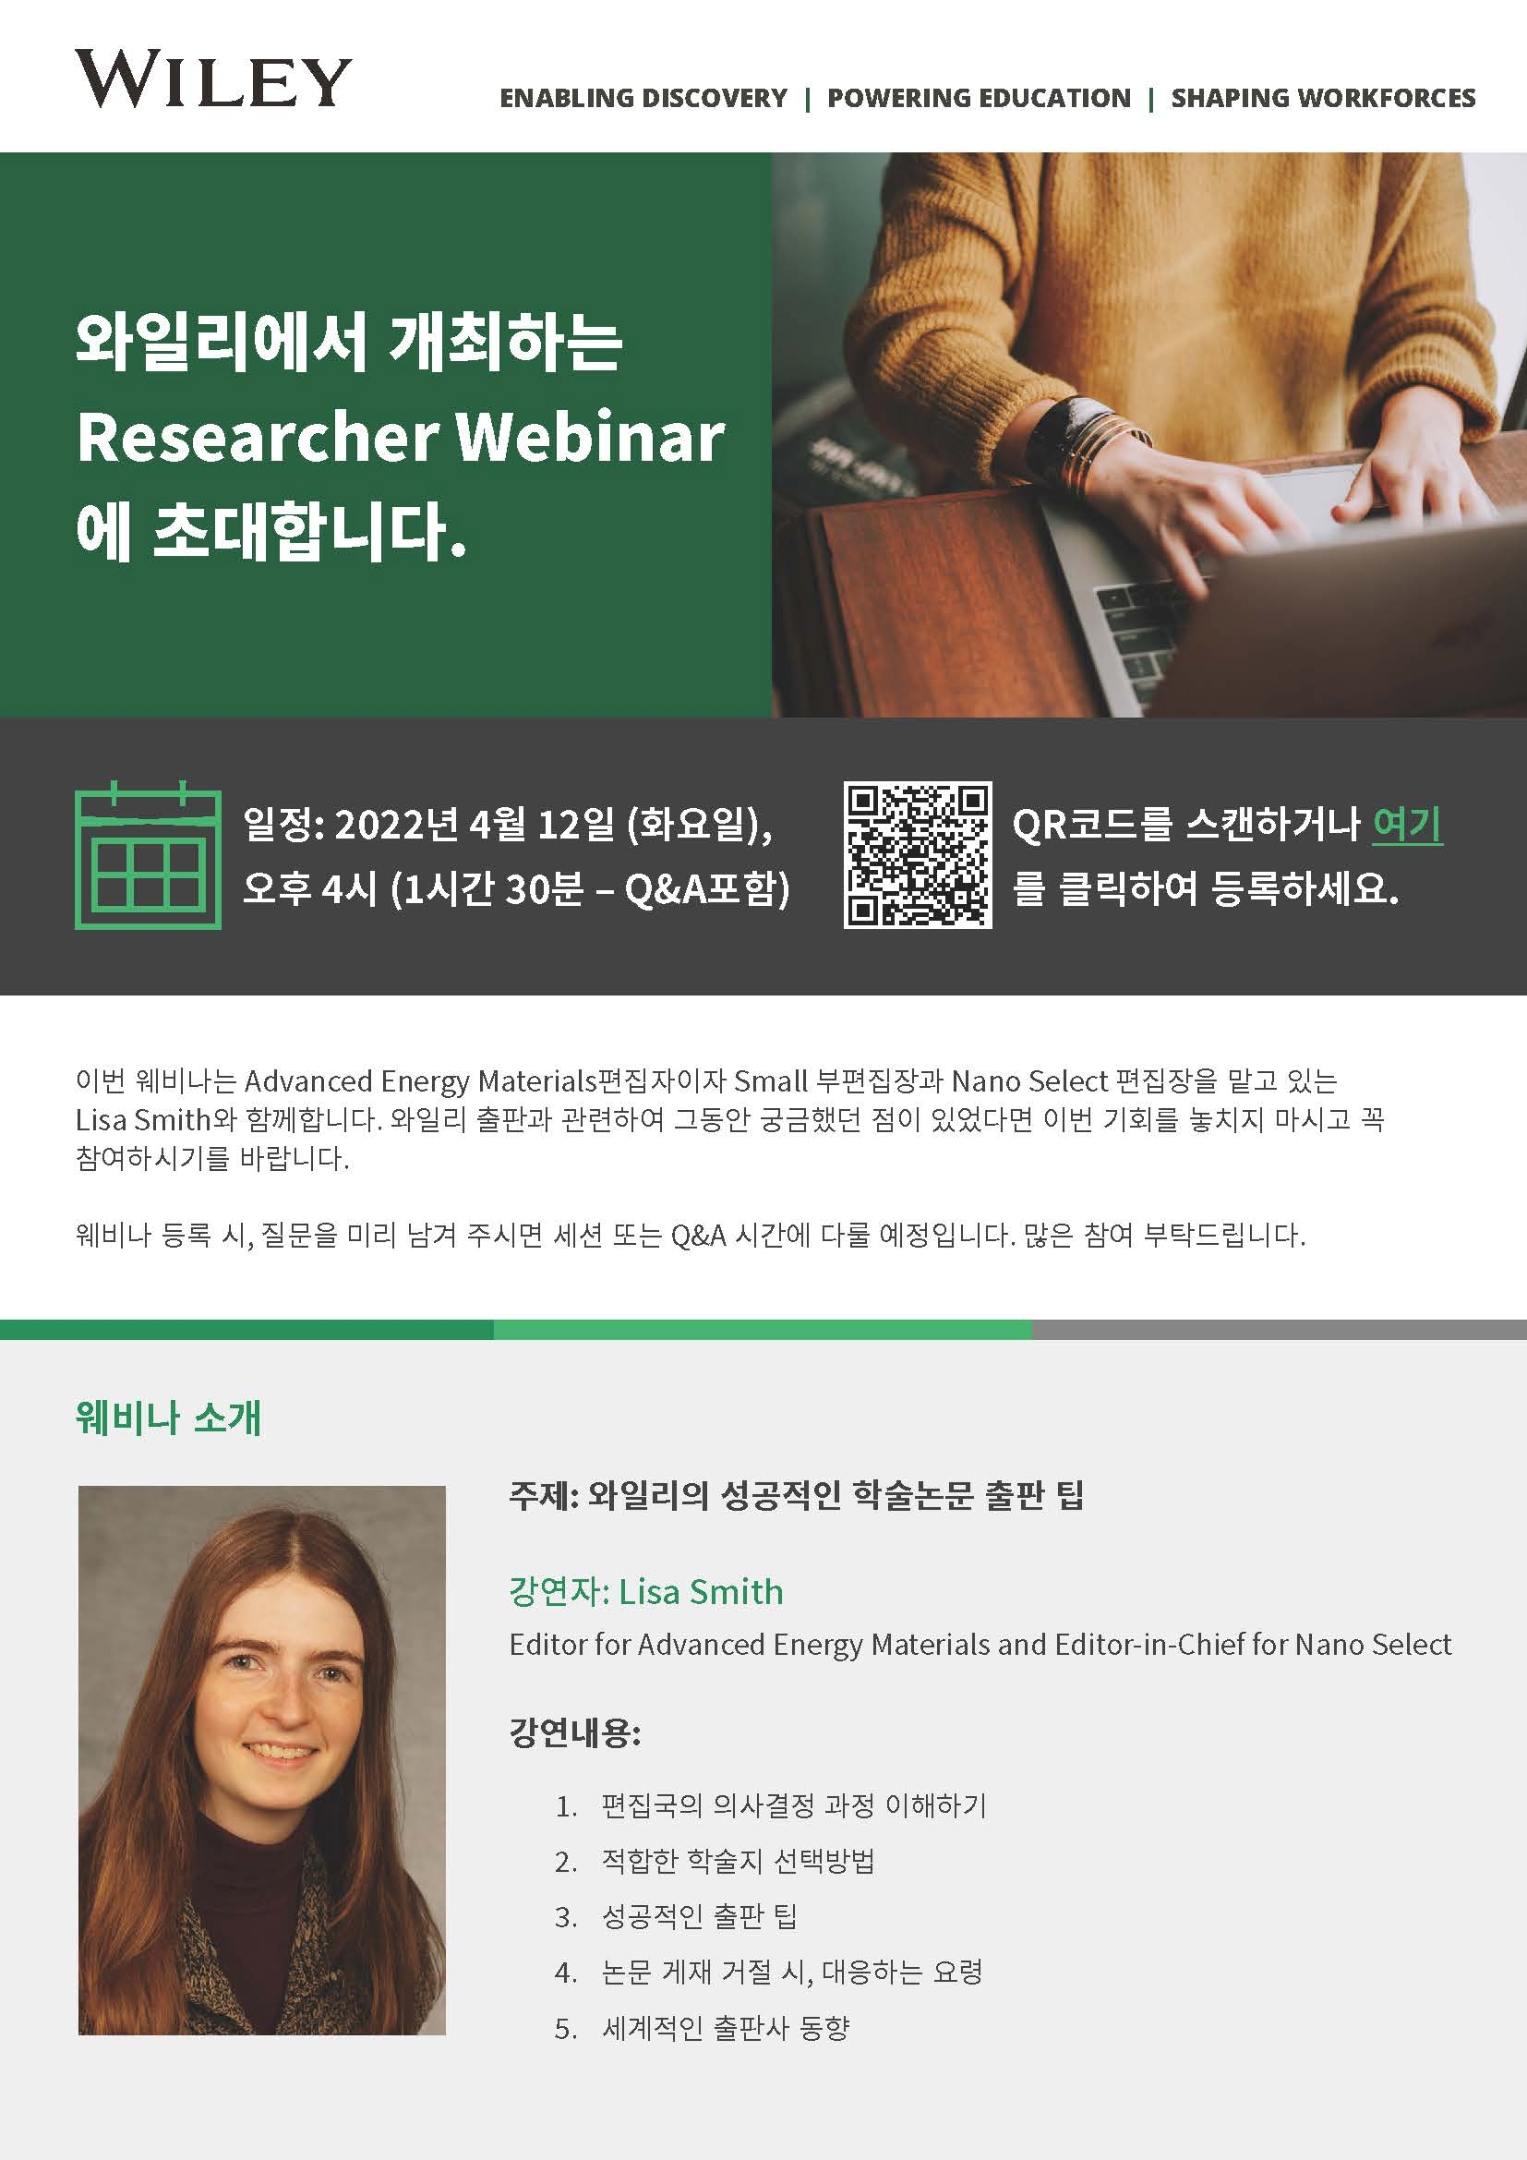 WILEY
ENABLING DISCOVERY | POWERING EDUCATION | SHAPING WORKFORCES
와일리에서 개최하는
Researcher Webinar
에 초대합니다.
일정: 2022년 4월 12일 (화요일),
오후 4시 (1시간 30분 – Q&A포함)
QR코드를 스캔하거나 여기
를 클릭하여 등록하세요.
이번 웨비나는 Advanced Energy Materials편집자이자 Small 부편집장과 Nano Select 편집장을 맡고 있는
Lisa Smith와 함께합니다. 와일리 출판과 관련하여 그동안 궁금했던 점이 있었다면 이번 기회를 놓치지 마시고 꼭
참여하시기를 바랍니다.
웨비나 등록 시, 질문을 미리 남겨 주시면 세션 또는 Q&A 시간에 다룰 예정입니다. 많은 참여 부탁드립니다.
웨비나 소개
주제: 와일리의 성공적인 학술논문 출판 팁
강연자: Lisa Smith
Editor for Advanced Energy Materials and Editor-in-Chief for Nano Select
강연내용:
1. 편집국의 의사결정 과정 이해하기
2. 적합한 학술지 선택방법
3. 성공적인 출판 팁
4. 논문 게재 거절 시, 대응하는 요령
5. 세계적인 출판사 동향